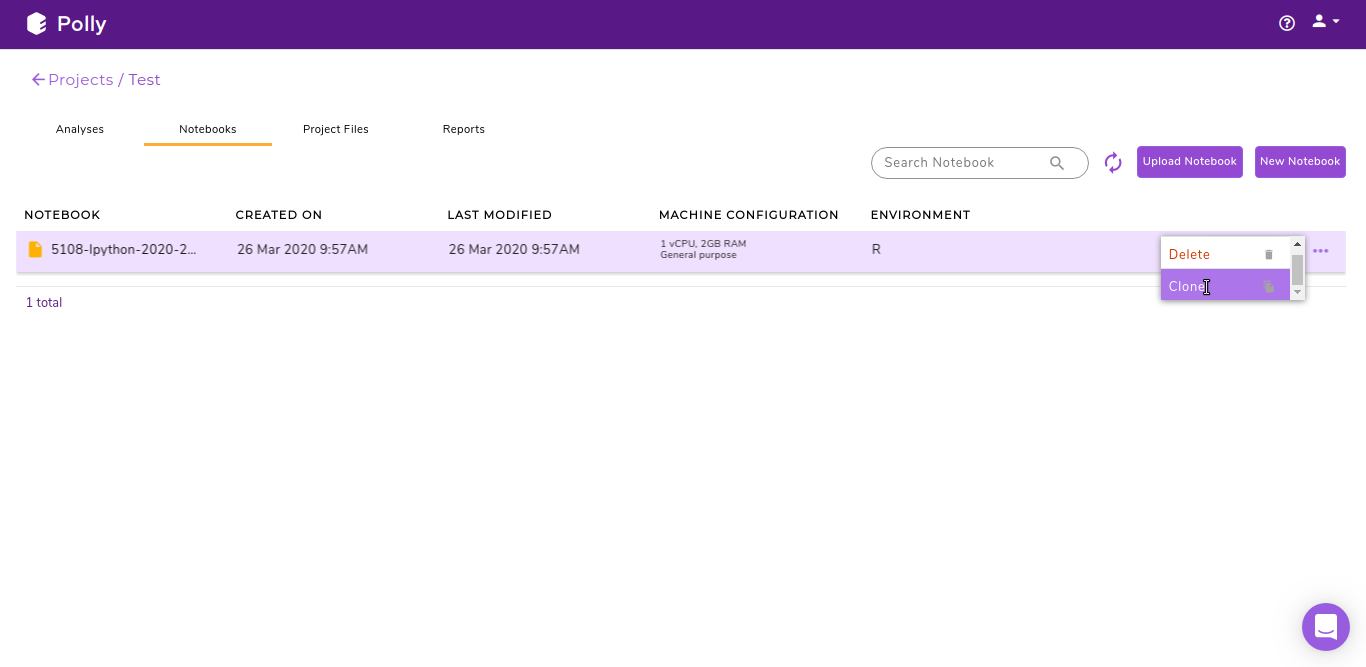 Polly
Projects / Test
Analyses Notebooks Project Files Reports
Search Notebook Upload Notebook New Notebook
NOTEBOOK CREATED ON LAST MODIFIED MACHINE CONFIGURATION ENVIRONMENT
5108-Ipython-2020-2... 26 Mar 2020 9:57AM 26 Mar 2020 9:57AM 1 vCPU, 2GB RAM R
General purpose
Delete
Clone
1 total